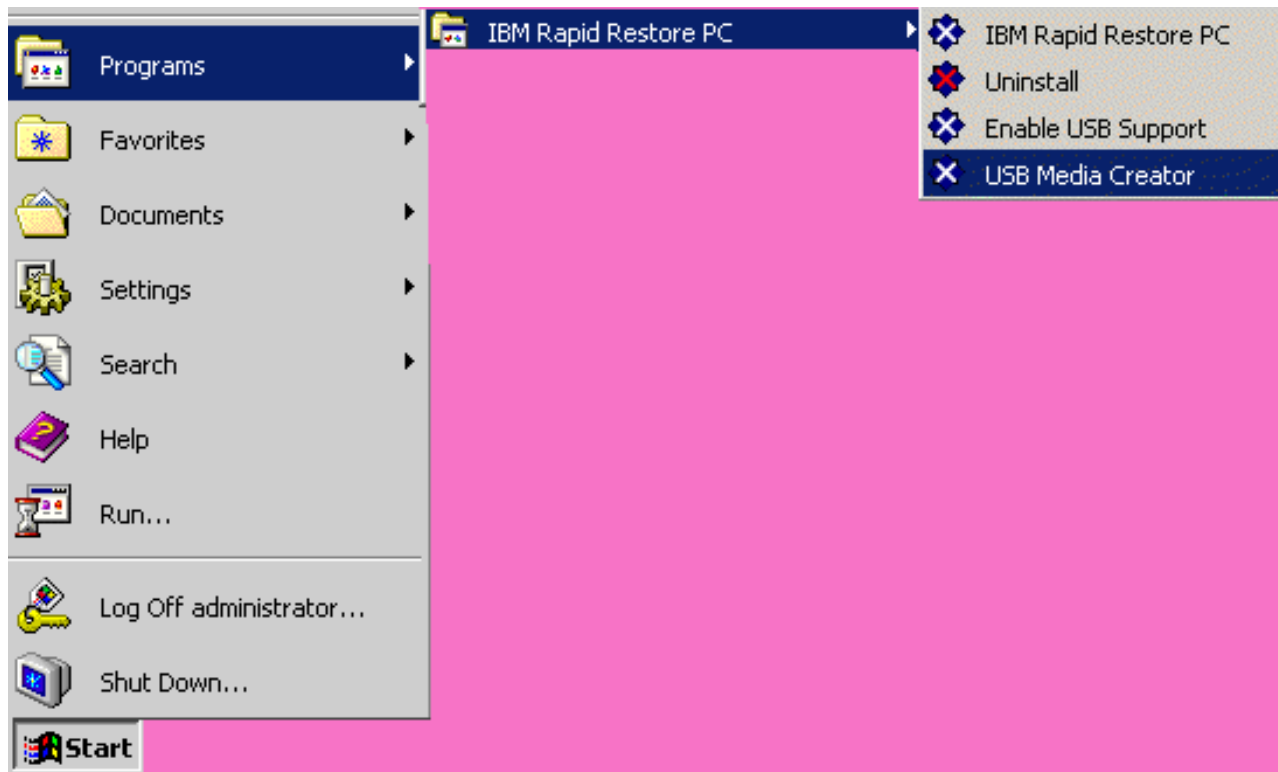 Programs
Favorites
Documents
Settings
Search
Help
Run...
Log Off administrator...
Shut Down...
Start
IBM Rapid Restore PC
IBM Rapid Restore PC
Uninstall
Enable USB Support
USB Media Creator